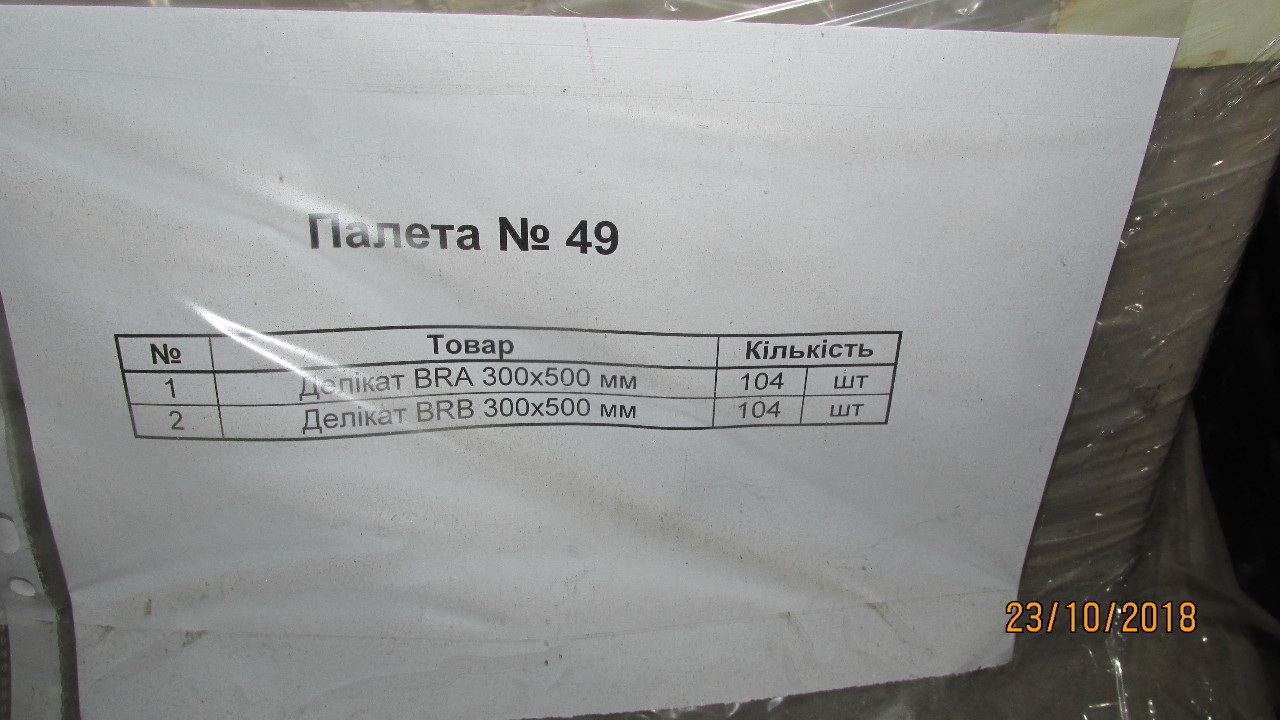 Палета № 49
№ Товар Кількість
1 Делікат BRA 300x500 мм 104 шт
2 Делікат BRB 300x500 мм 104 шт
23/10/2018